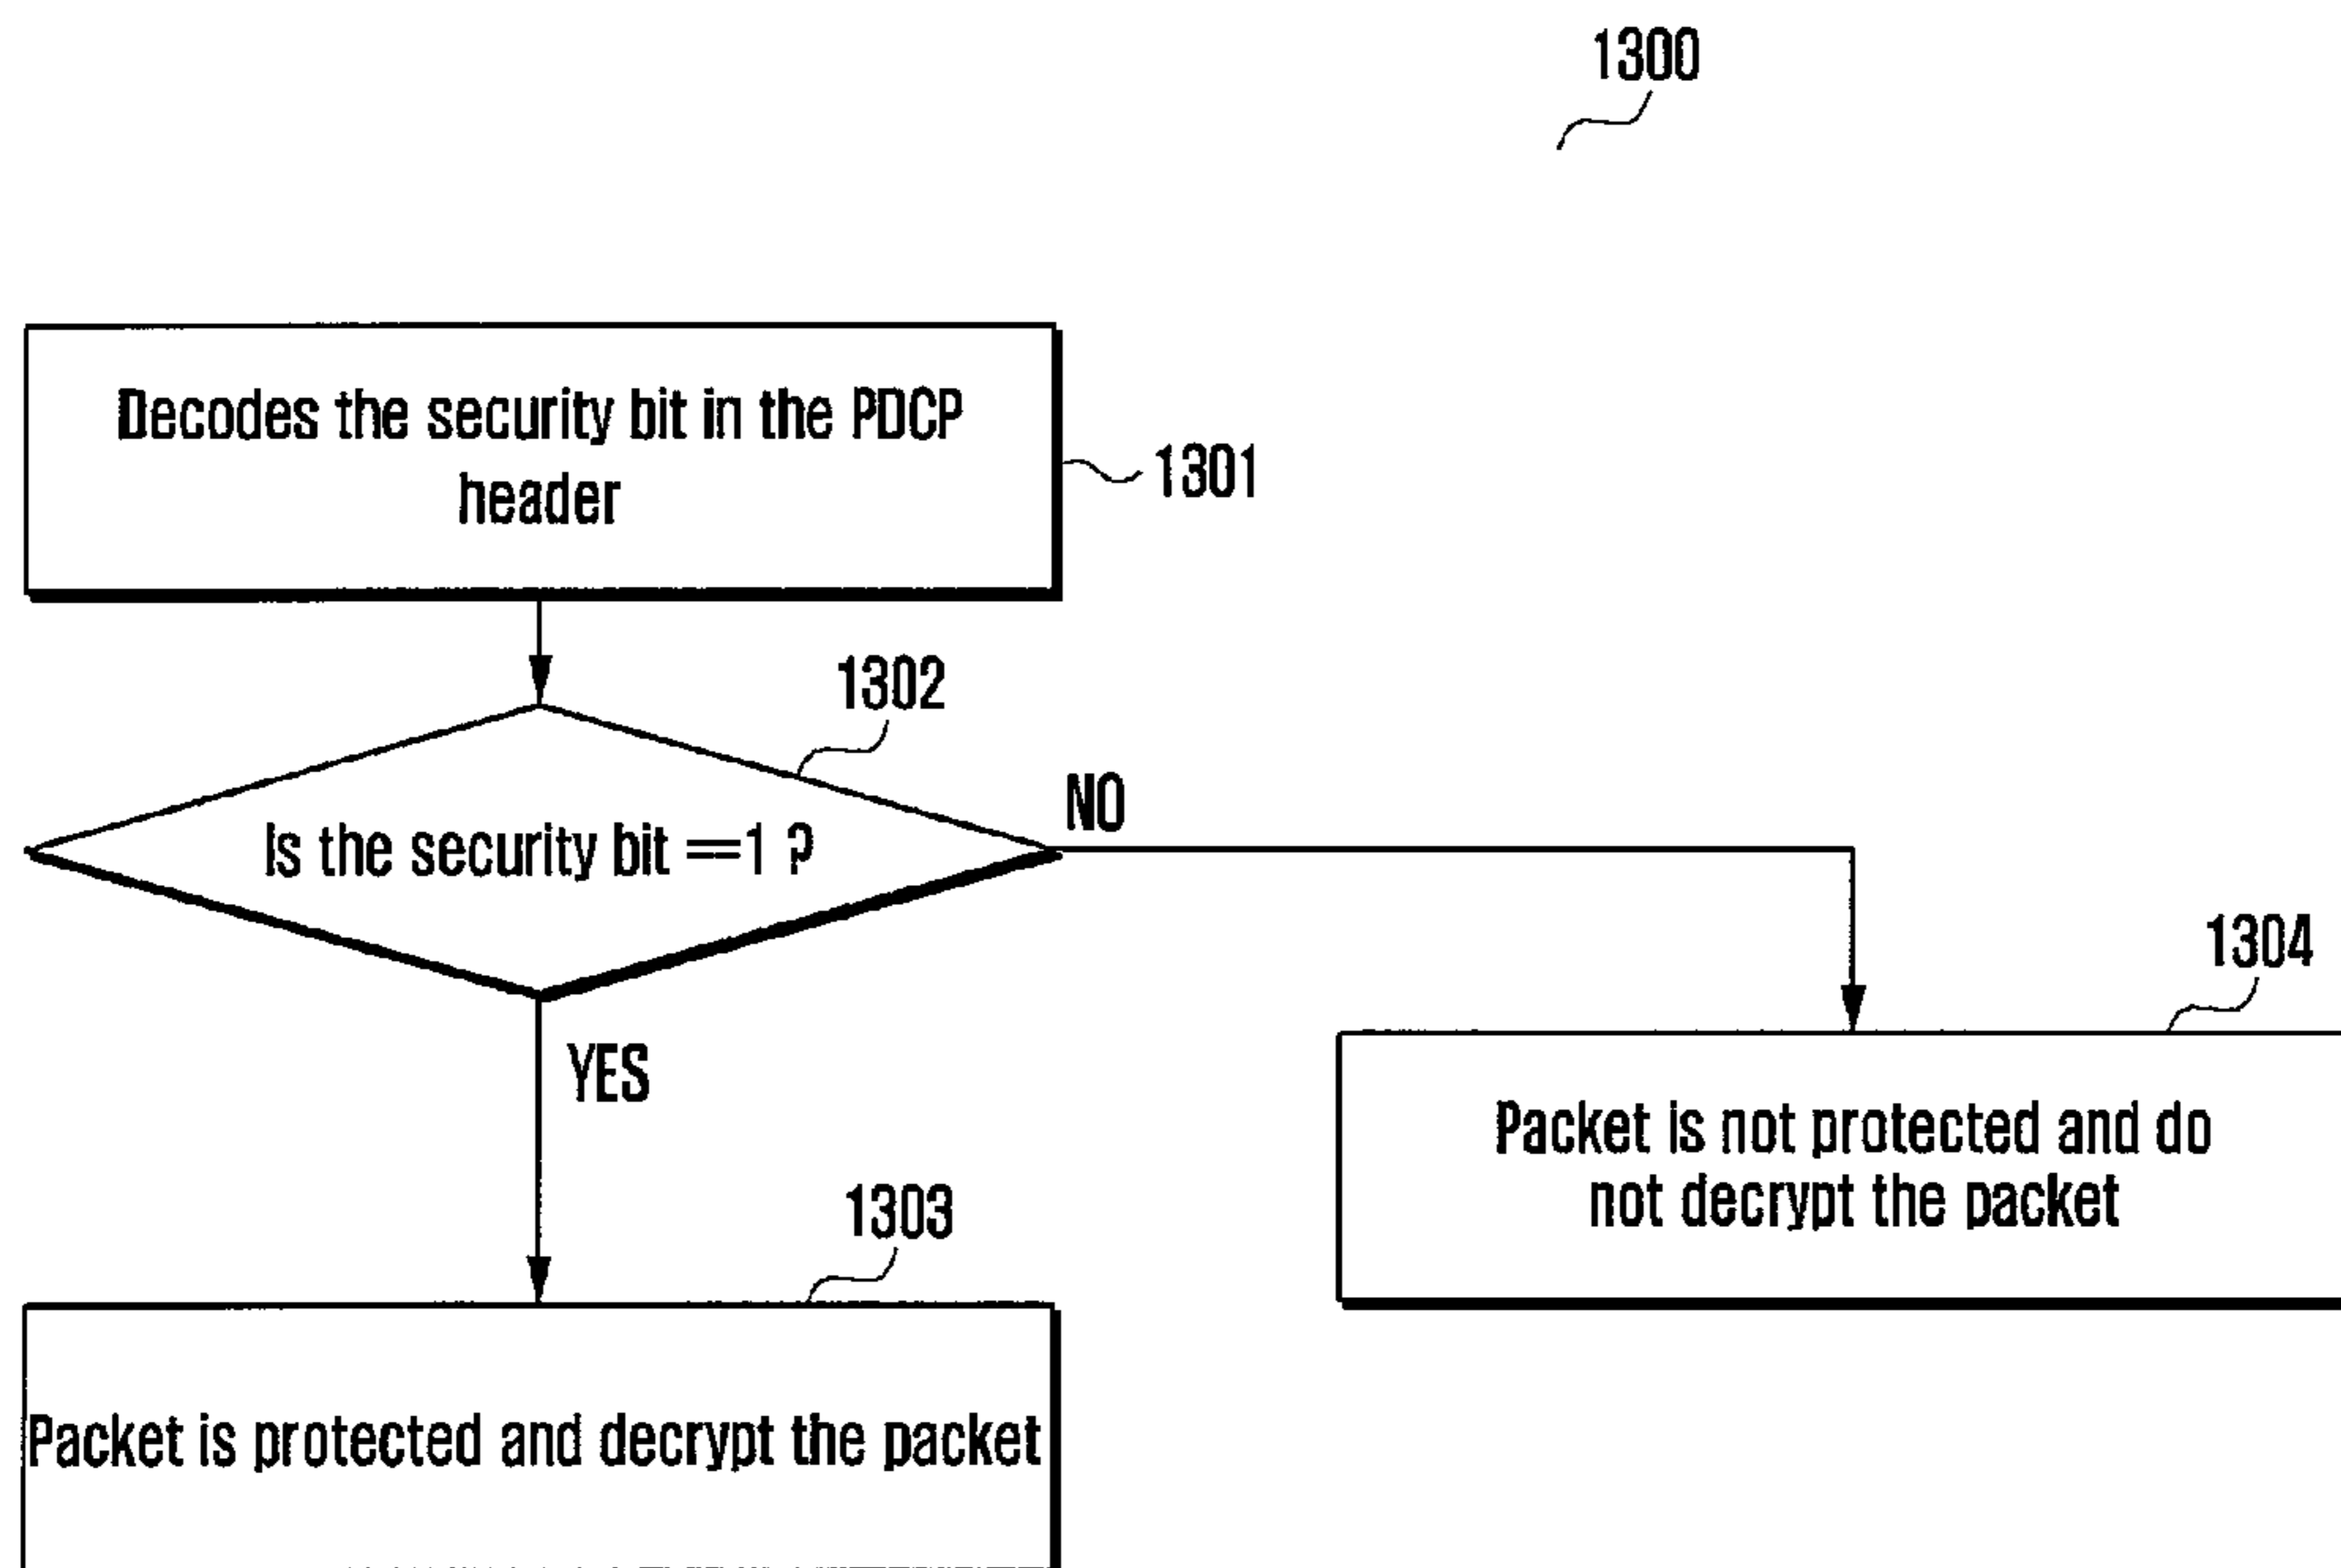 1300
Decodes the security bit in the PDCP
header
1301
1302
Is the security bit ==1 ?
NO
YES
1304
Packet is not protected and do
not decrypt the packet
1303
Packet is protected and decrypt the packet